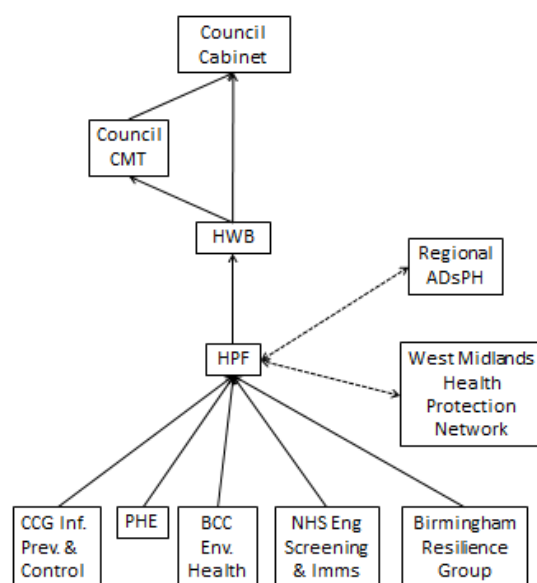 Council
Cabinet
Council
CMT
HWB
Regional
ADsPH
HPF
West Midlands
Health
Protection
Network
CCG Inf.
Prev. &
Control
PHE
BCC
Env.
Health
NHS Eng
Screening
& Imms
Birmingham
Resilience
Group